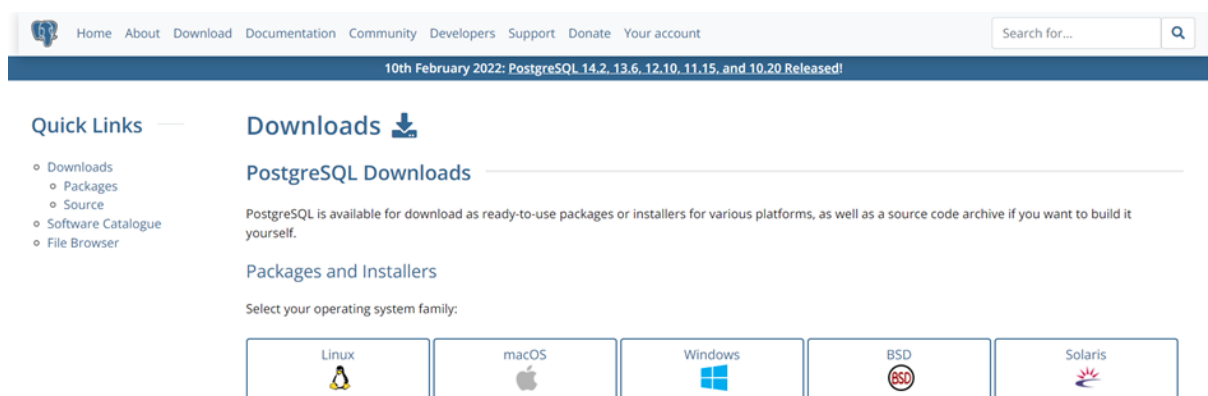 Home About Download Documentation Community Developers Support Donate Your account Search for...
10th February 2022: PostgreSQL 14.2, 13.6, 12.10, 11.15, and 10.20 Released!
Quick Links
Downloads
Packages
Source
Software Catalogue
File Browser
Downloads
PostgreSQL Downloads
PostgreSQL is available for download as ready-to-use packages or installers for various platforms, as well as a source code archive if you want to build it
yourself.
Packages and Installers
Select your operating system family:
Linux macOS Windows BSD Solaris
BSD